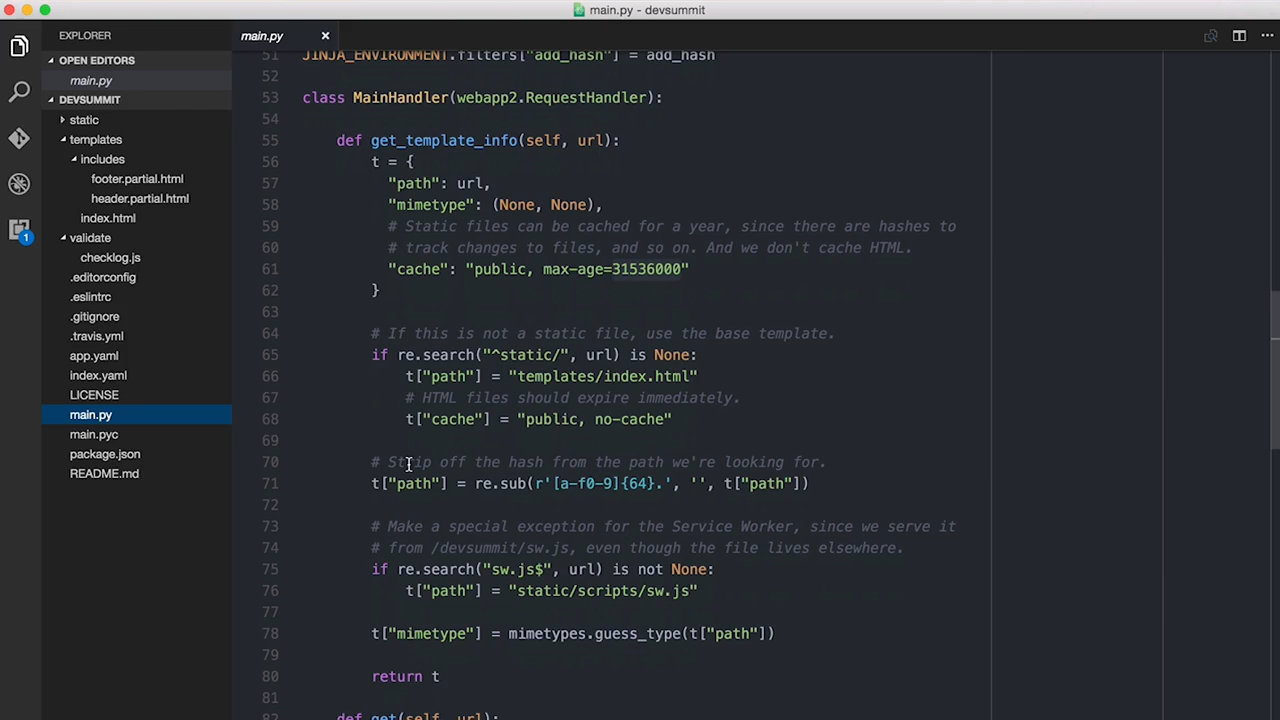 main.py - devsummit
EXPLORER
OPEN EDITORS
main.py
DEVSUMMIT
static
templates
includes
footer.partial.html
header.partial.html
index.html
validate
checklog.js
.editorconfig
.eslintrc
.gitignore
.travis.yml
app.yaml
index.yaml
LICENSE
main.py
main.pyc
package.json
README.md
1
main.py
51 JINJA_ENVIRONMENT.filters["add_hash"] = add_hash
52
53 class MainHandler(webapp2.RequestHandler):
54
55 def get_template_info(self, url):
56 t = {
57 "path": url,
58 "mimetype": (None, None),
59 # Static files can be cached for a year, since there are hashes to
60 # track changes to files, and so on. And we don't cache HTML.
61 "cache": "public, max-age=31536000"
62 }
63
64 # If this is not a static file, use the base template.
65 if re.search("^static/", url) is None:
66 t["path"] = "templates/index.html"
67 # HTML files should expire immediately.
68 t["cache"] = "public, no-cache"
69
70 # Strip off the hash from the path we're looking for.
71 t["path"] = re.sub(r'[a-f0-9]{64}.', '', t["path"])
72
73 # Make a special exception for the Service Worker, since we serve it
74 # from /devsummit/sw.js, even though the file lives elsewhere.
75 if re.search("sw.js$", url) is not None:
76 t["path"] = "static/scripts/sw.js"
77
78 t["mimetype"] = mimetypes.guess_type(t["path"])
79
80 return t
81
82 def get(self, url):